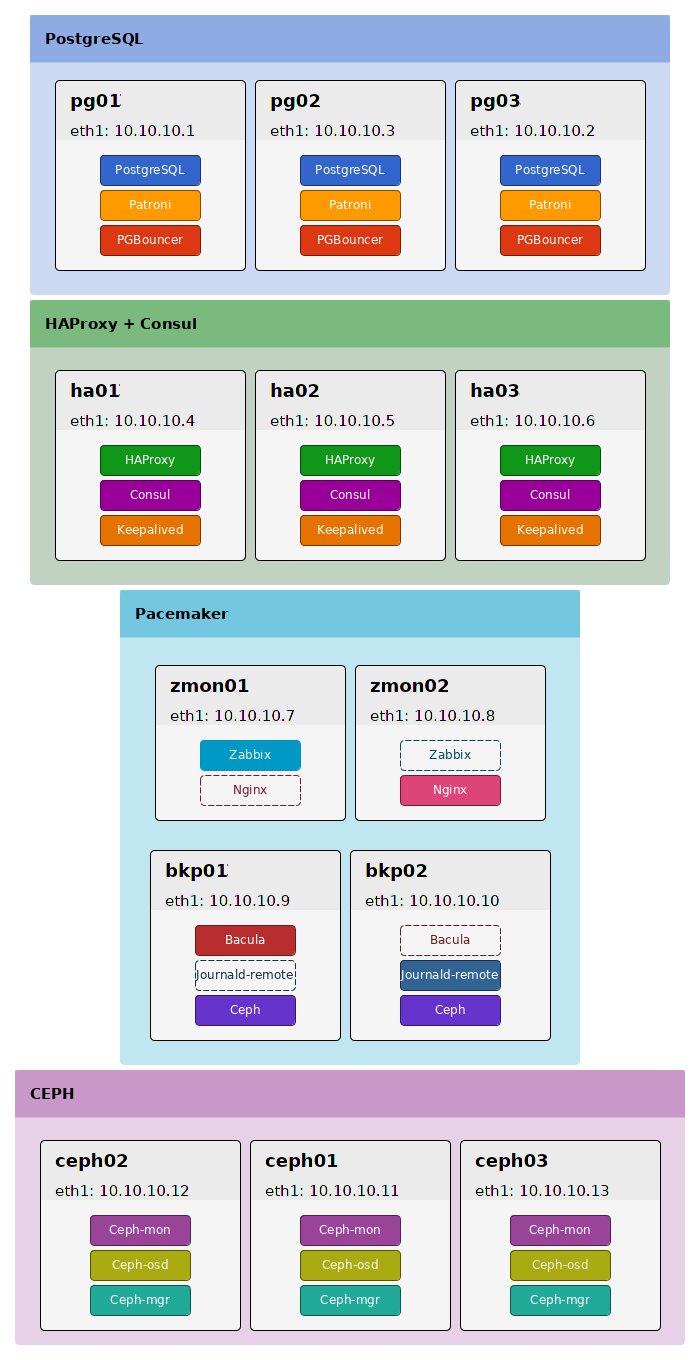 PostgreSQL
pg01
eth1: 10.10.10.1
PostgreSQL
Patroni
PGBouncer
pg02
eth1: 10.10.10.3
PostgreSQL
Patroni
PGBouncer
pg03
eth1: 10.10.10.2
PostgreSQL
Patroni
PGBouncer
HAProxy + Consul
ha01
eth1: 10.10.10.4
HAProxy
Consul
Keepalived
ha02
eth1: 10.10.10.5
HAProxy
Consul
Keepalived
ha03
eth1: 10.10.10.6
HAProxy
Consul
Keepalived
Pacemaker
zmon01
eth1: 10.10.10.7
Zabbix
Nginx
zmon02
eth1: 10.10.10.8
Zabbix
Nginx
bkp01
eth1: 10.10.10.9
Bacula
Journald-remote
Ceph
bkp02
eth1: 10.10.10.10
Bacula
Journald-remote
Ceph
CEPH
ceph02
eth1: 10.10.10.12
Ceph-mon
Ceph-osd
Ceph-mgr
ceph01
eth1: 10.10.10.11
Ceph-mon
Ceph-osd
Ceph-mgr
ceph03
eth1: 10.10.10.13
Ceph-mon
Ceph-osd
Ceph-mgr